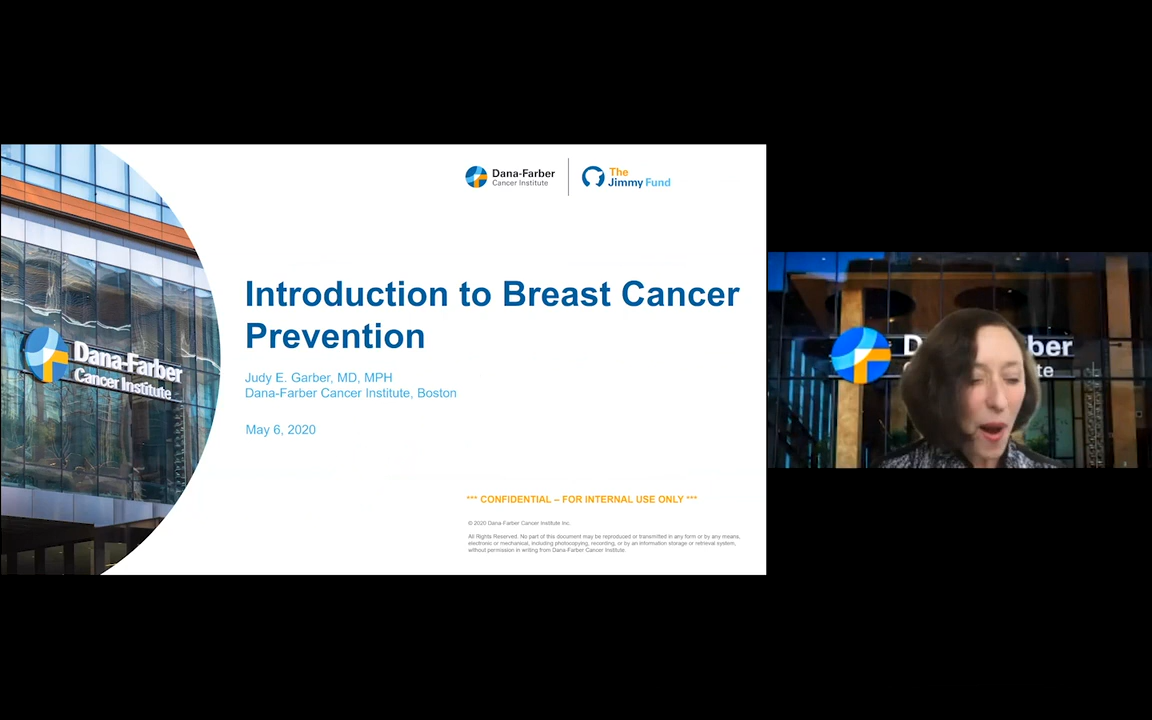 Dana-Farber
Cancer Institute
The
Jimmy Fund
Introduction to Breast Cancer
Prevention
Judy E. Garber, MD, MPH
Dana-Farber Cancer Institute, Boston
May 6, 2020
*** CONFIDENTIAL – FOR INTERNAL USE ONLY ***
© 2020 Dana-Farber Cancer Institute Inc.
All Rights Reserved. No part of this document may be reproduced or transmitted in any form or by any means,
electronic or mechanical, including photocopying, recording, or by an information storage or retrieval system,
without permission in writing from Dana-Farber Cancer Institute.
Dana-Farber
Cancer Institute